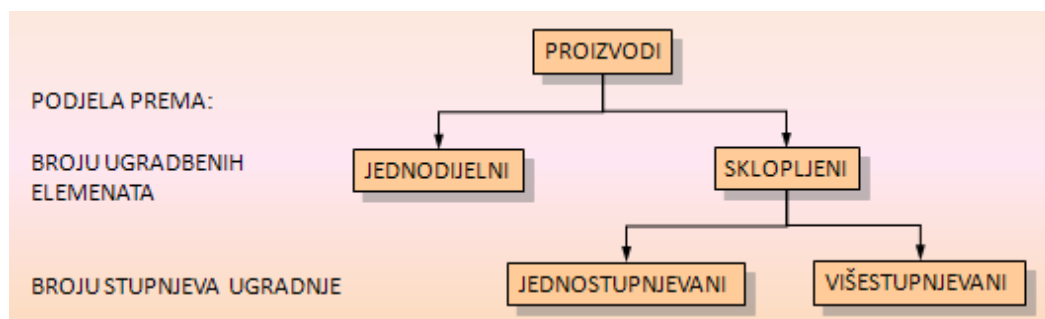 PROIZVODI
PODJELA PREMA:
BROJU UGRADBENIH
ELEMENATA
JEDNODIJELNI
SKLOPLJENI
BROJU STUPNJEVA UGRADNJE
JEDNOSTUPNJEVANI
VIŠESTUPNJEVANI